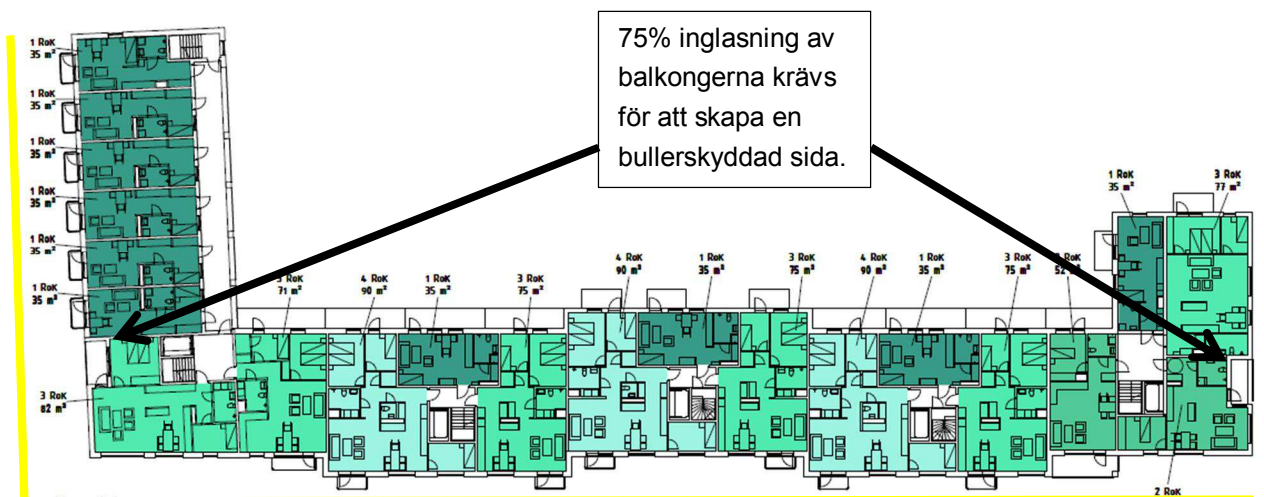 75% inglasning av
balkongerna krävs
för att skapa en
bullerskyddad sida.
1 RoK
35 m²
1 RoK
35 m²
1 RoK
35 m²
1 RoK
35 m²
1 RoK
35 m²
1 RoK
35 m²
3 RoK
82 m²
3 RoK
71 m²
4 RoK
90 m²
1 RoK
35 m²
3 RoK
75 m²
4 RoK
90 m²
1 RoK
35 m²
3 RoK
75 m²
4 RoK
90 m²
1 RoK
35 m²
3 RoK
75 m²
RoK
52
1 RoK
35 m²
3 RoK
77 m²
2 RoK